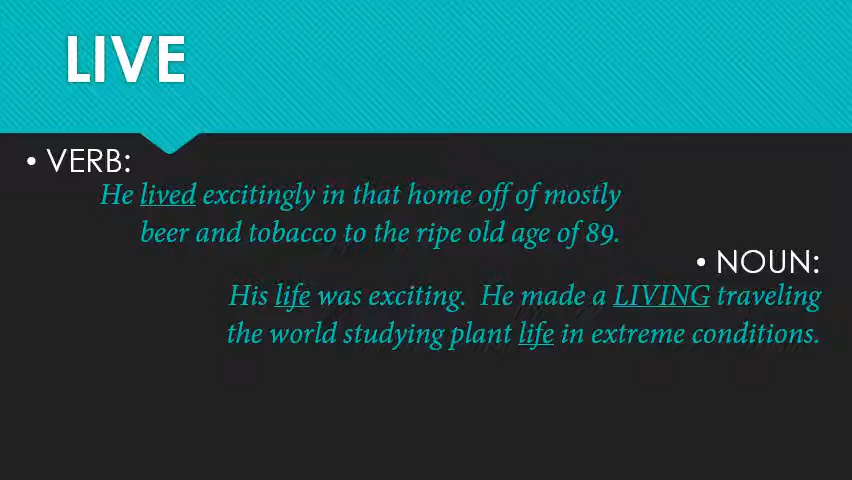 LIVE
• VERB:
He lived excitingly in that home off of mostly
beer and tobacco to the ripe old age of 89.
• NOUN:
His life was exciting.  He made a LIVING traveling
the world studying plant life in extreme conditions.